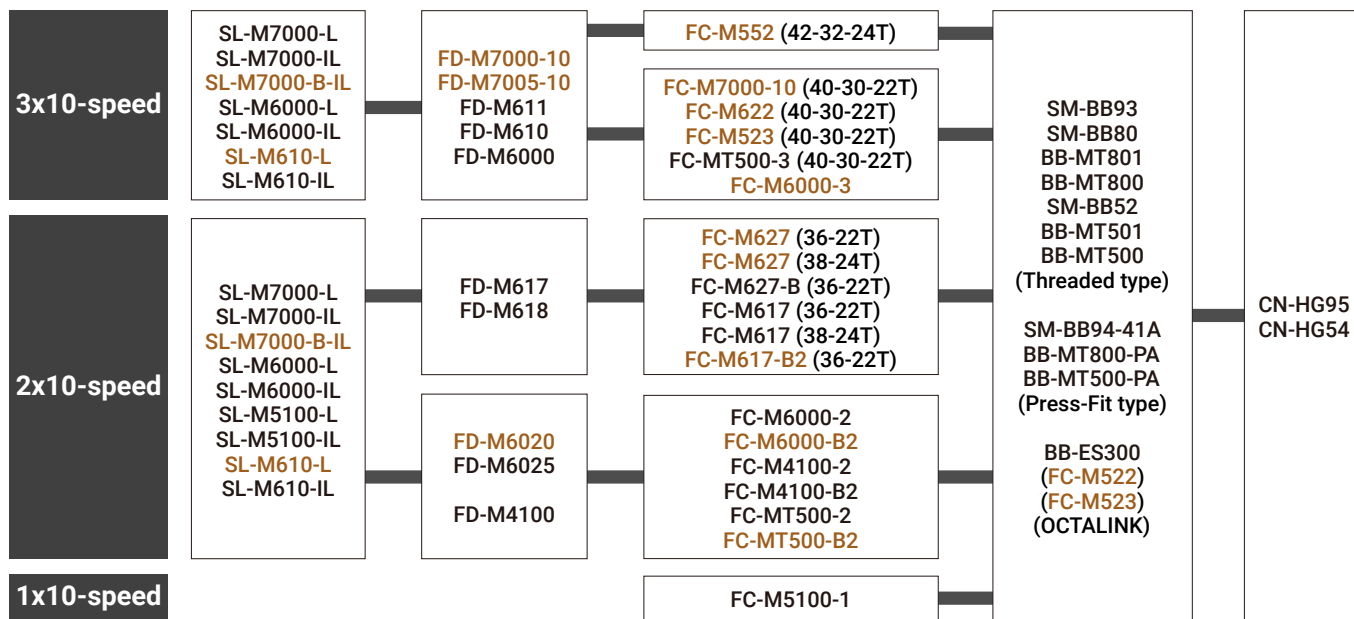 3x10-speed
SL-M7000-L
SL-M7000-IL
SL-M7000-B-IL
SL-M6000-L
SL-M6000-IL
SL-M610-L
SL-M610-IL
FD-M7000-10
FD-M7005-10
FD-M611
FD-M610
FD-M6000
FC-M552 (42-32-24T)
FC-M7000-10 (40-30-22T)
FC-M622 (40-30-22T)
FC-M523 (40-30-22T)
FC-MT500-3 (40-30-22T)
FC-M6000-3
2x10-speed
SL-M7000-L
SL-M7000-IL
SL-M7000-B-IL
SL-M6000-L
SL-M6000-IL
SL-M5100-L
SL-M5100-IL
SL-M610-L
SL-M610-IL
FD-M617
FD-M618
FC-M627 (36-22T)
FC-M627 (38-24T)
FC-M627-B (36-22T)
FC-M617 (36-22T)
FC-M617 (38-24T)
FC-M617-B2 (36-22T)
FD-M6020
FD-M6025
FD-M4100
FC-M6000-2
FC-M6000-B2
FC-M4100-2
FC-M4100-B2
FC-MT500-2
FC-MT500-B2
1x10-speed
FC-M5100-1
SM-BB93
SM-BB80
BB-MT801
BB-MT800
SM-BB52
BB-MT501
BB-MT500
(Threaded type)
SM-BB94-41A
BB-MT800-PA
BB-MT500-PA
(Press-Fit type)
BB-ES300
(FC-M522)
(FC-M523)
(OCTALINK)
CN-HG95
CN-HG54